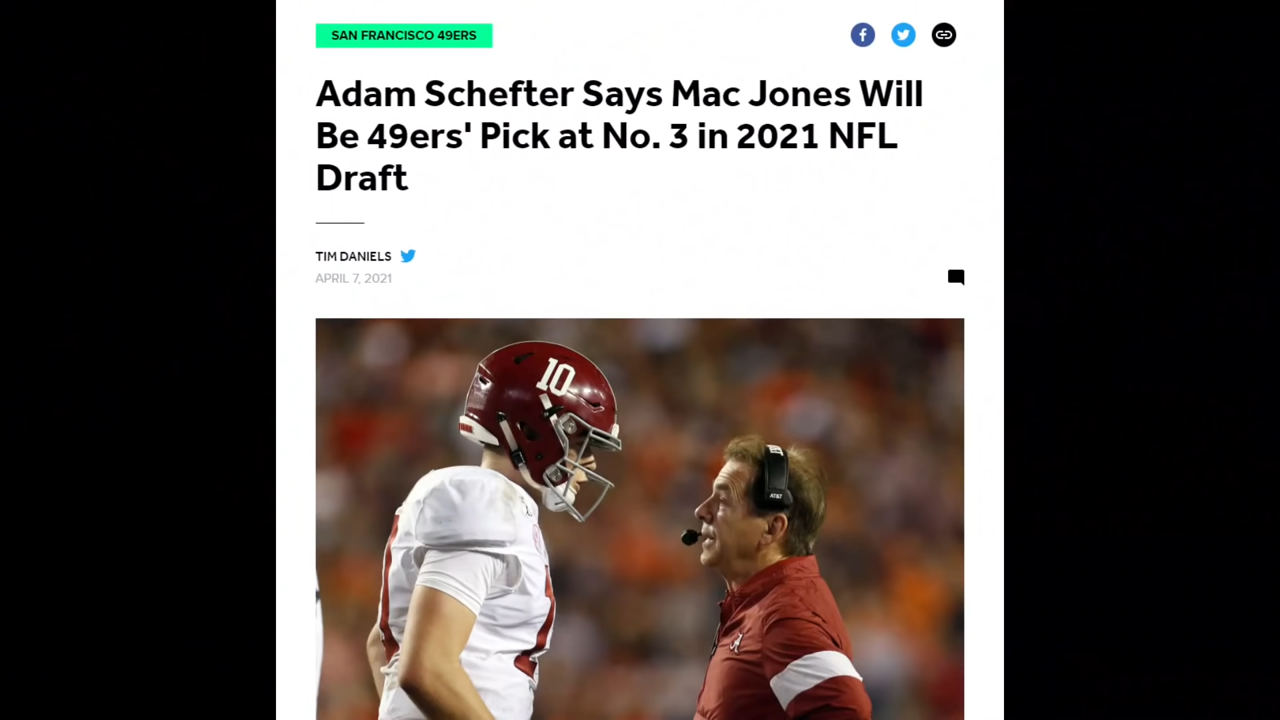 SAN FRANCISCO 49ERS
Adam Schefter Says Mac Jones Will
Be 49ers' Pick at No. 3 in 2021 NFL
Draft
TIM DANIELS
APRIL 7, 2021
10
AT&T